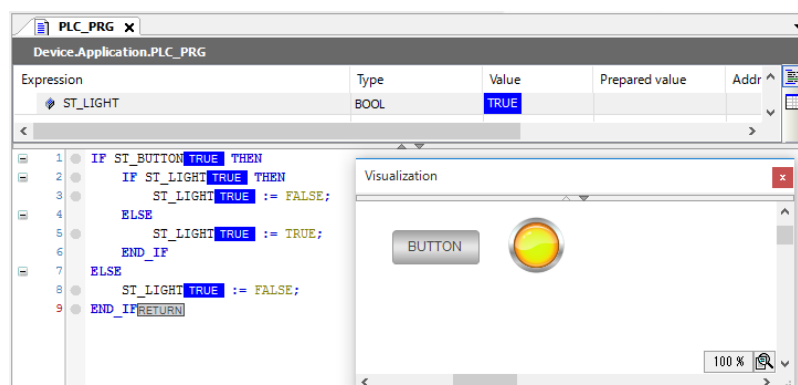 PLC_PRG X
Device.Application.PLC_PRG
Expression Type Value Prepared value Addr
ST_LIGHT BOOL TRUE
1 IF ST_BUTTON TRUE THEN
2 IF ST_LIGHT TRUE THEN
3 ST_LIGHT TRUE := FALSE;
4 ELSE
5 ST_LIGHT TRUE := TRUE;
6 END_IF
7 ELSE
8 ST_LIGHT TRUE := FALSE;
9 END_IF RETURN
Visualization x
BUTTON
100 %